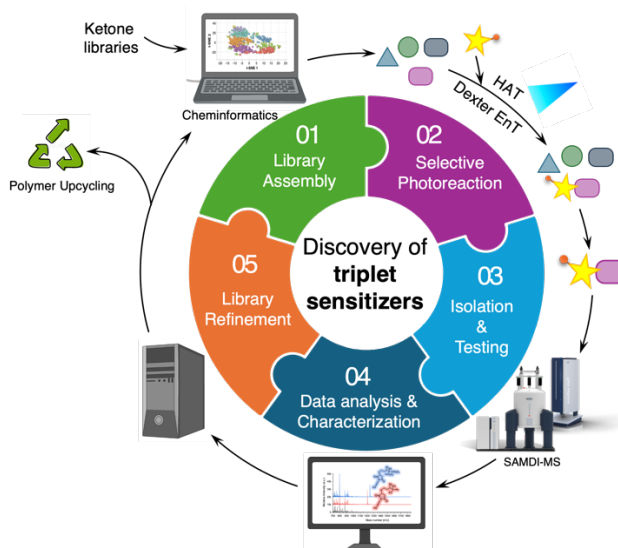 Ketone
libraries
Cheminformatics
HAT
Dexter EnT
Polymer Upcycling
01
Library
Assembly
02
Selective
Photoreaction
Discovery of
triplet
sensitizers
05
Library
Refinement
03
Isolation
&
Testing
04
Data analysis &
Characterization
SAMDI-MS